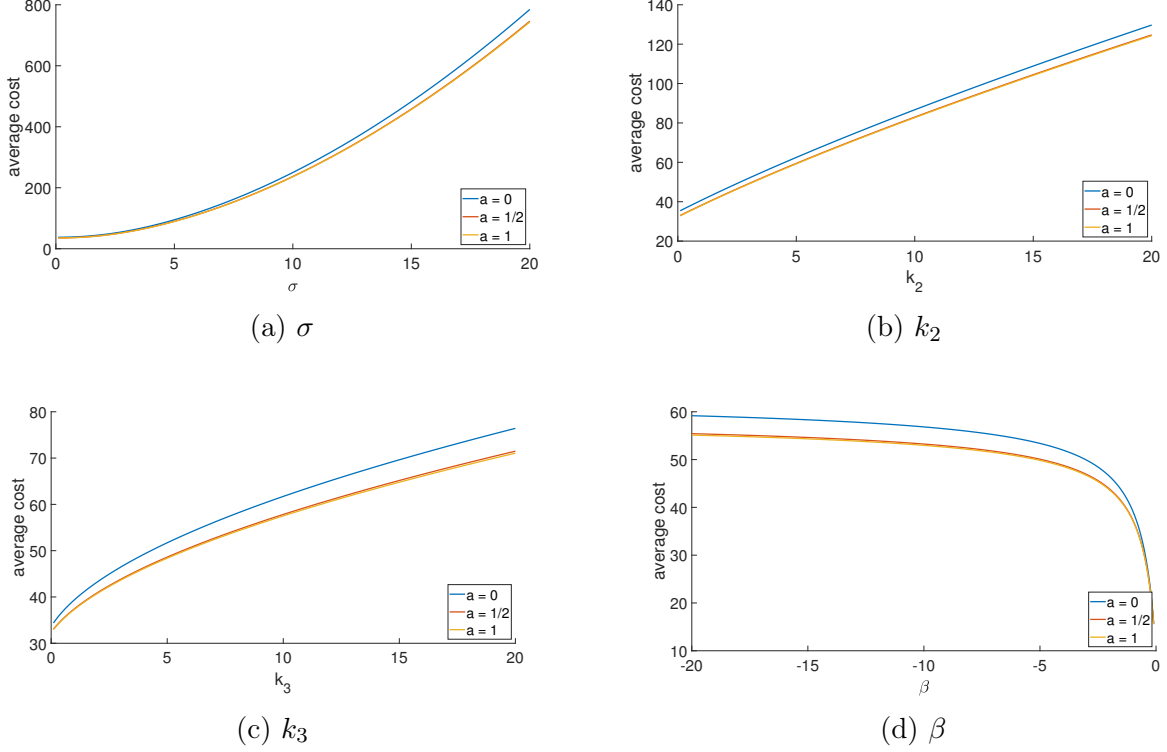 800
600
400
200
0
average cost
0 5 10 15 20
σ
a = 0
a = 1/2
a = 1
(a) σ
140
120
100
80
60
40
20
average cost
0 5 10 15 20
k2
a = 0
a = 1/2
a = 1
(b) k2
80
70
60
50
40
30
average cost
0 5 10 15 20
k3
a = 0
a = 1/2
a = 1
(c) k3
60
50
40
30
20
10
average cost
-20 -15 -10 -5 0
β
a = 0
a = 1/2
a = 1
(d) β